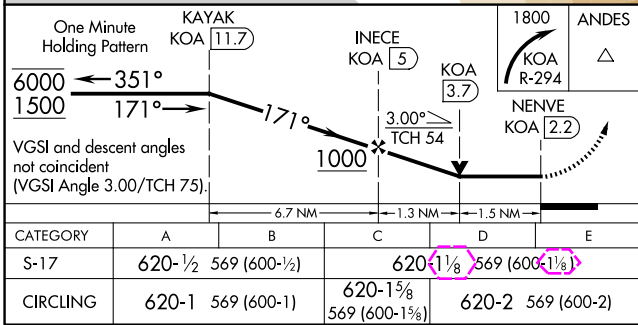 One Minute
Holding Pattern
KAYAK
KOA 11.7
INECE
KOA 5
KOA
3.7
1800
KOA
R-294
ANDES
NENVE
KOA 2.2
6000
1500
351°
171°
171°
1000
3.00°
TCH 54
VGSI and descent angles
not coincident
(VGSI Angle 3.00/TCH 75).
6.7 NM
1.3 NM
1.5 NM
CATEGORY A B C D E
S-17 620-½ 569 (600-½) 620-1⅛ 569 (600-1⅛)
CIRCLING 620-1 569 (600-1) 620-1⅝ 569 (600-1⅝) 620-2 569 (600-2)